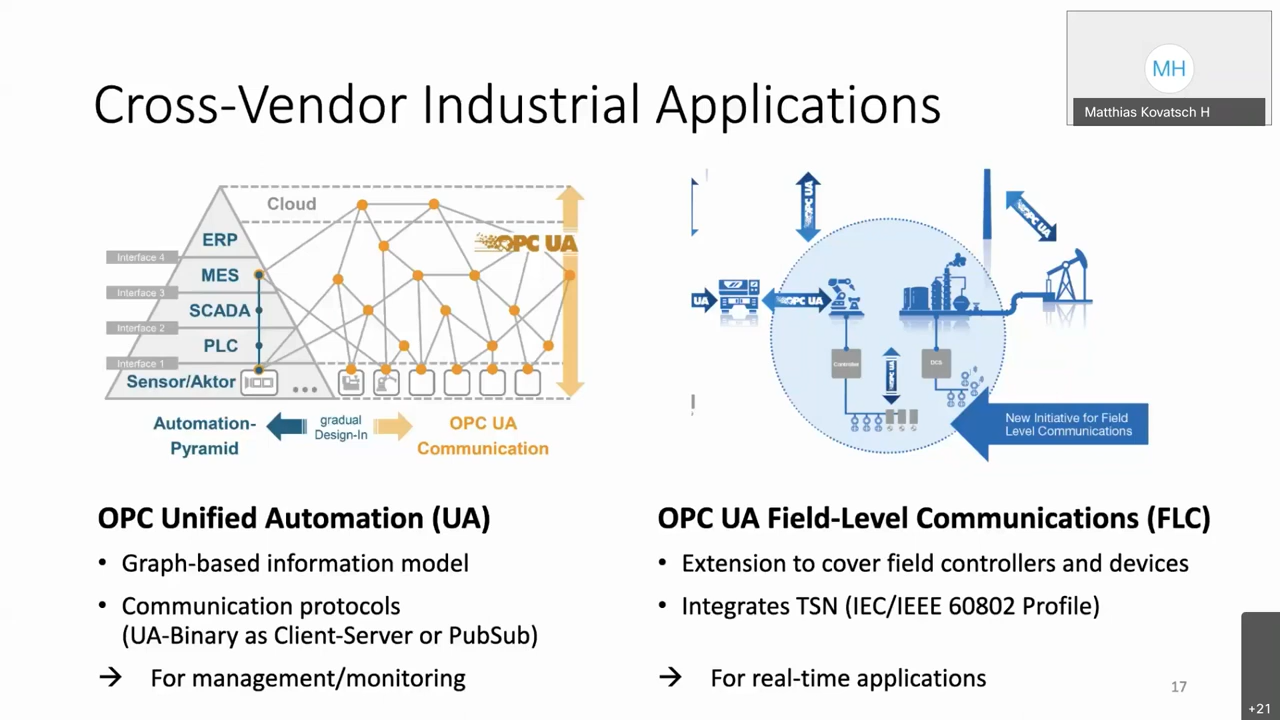 MH
Matthias Kovatsch H
Cross-Vendor Industrial Applications
Cloud
OPC UA
ERP
Interface 4
MES
Interface 3
SCADA
Interface 2
PLC
Interface 1
Sensor/Aktor
Automation-
Pyramid
gradual
Design-In
OPC UA
Communication
OPC UA
OPC UA
UA
OPC UA
Controller
DCS
New Initiative for Field
Level Communications
OPC Unified Automation (UA)
• Graph-based information model
• Communication protocols
(UA-Binary as Client-Server or PubSub)
→ For management/monitoring
OPC UA Field-Level Communications (FLC)
• Extension to cover field controllers and devices
• Integrates TSN (IEC/IEEE 60802 Profile)
→ For real-time applications
17
+21